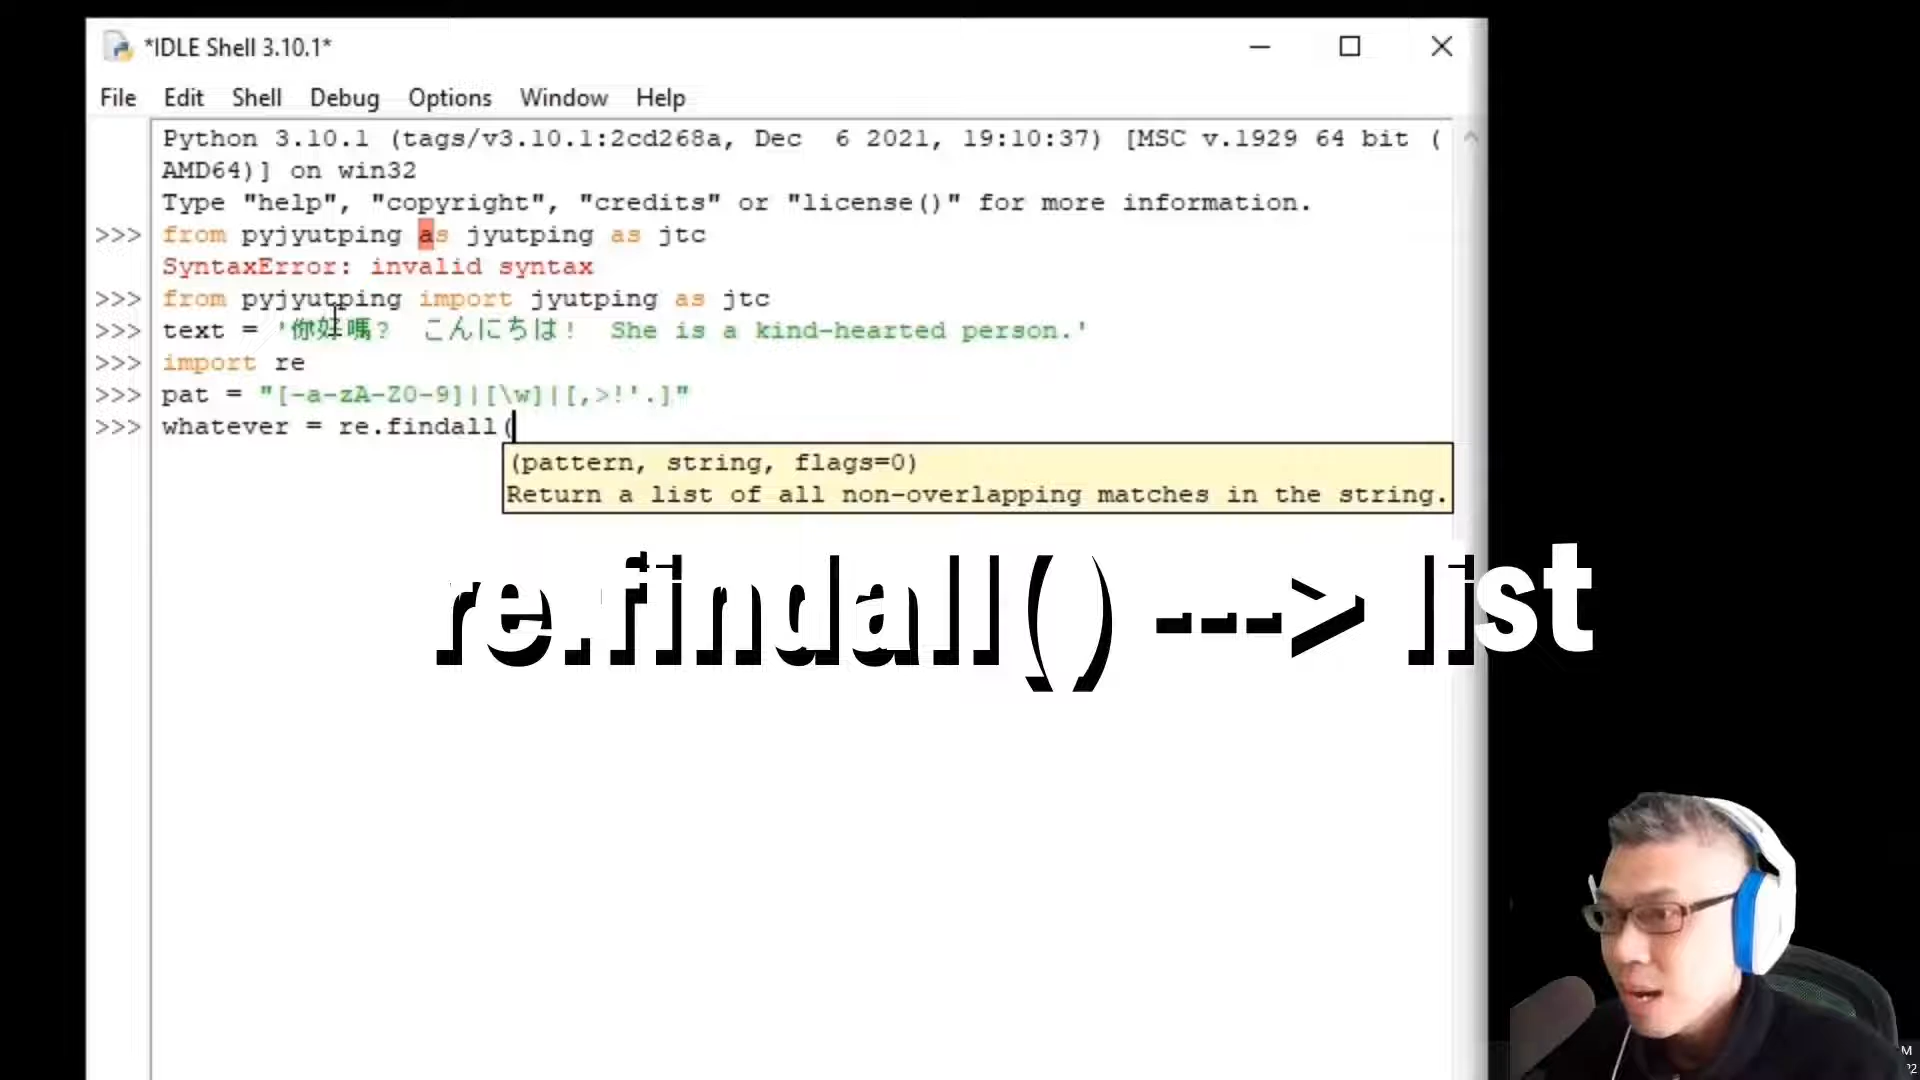 *IDLE Shell 3.10.1*
File Edit Shell Debug Options Window Help
Python 3.10.1 (tags/v3.10.1:2cd268a, Dec  6 2021, 19:10:37) [MSC v.1929 64 bit (
AMD64)] on win32
Type "help", "copyright", "credits" or "license()" for more information.
>>> from pyjyutping as jyutping as jtc
SyntaxError: invalid syntax
>>> from pyjyutping import jyutping as jtc
>>> text = '你好嗎? こんにちは! She is a kind-hearted person.'
>>> import re
>>> pat = "[-a-zA-Z0-9]|[\w]|[,>!'.]"
>>> whatever = re.findall(
(pattern, string, flags=0)
Return a list of all non-overlapping matches in the string.
re.findall() ---> list
M